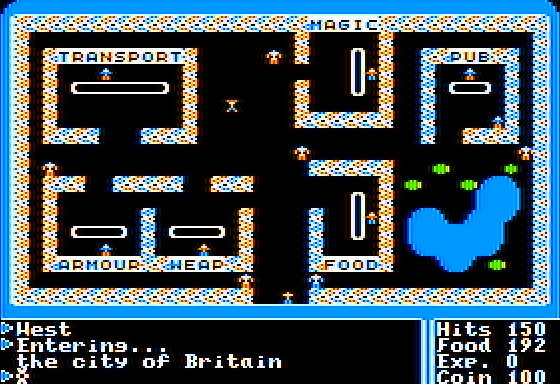 MAGIC
TRANSPORT
PUB
ARMOUR
WEAP.
FOOD
West
Entering...
the city of Britain
Hits 150
Food 192
Exp. 0
Coin 100